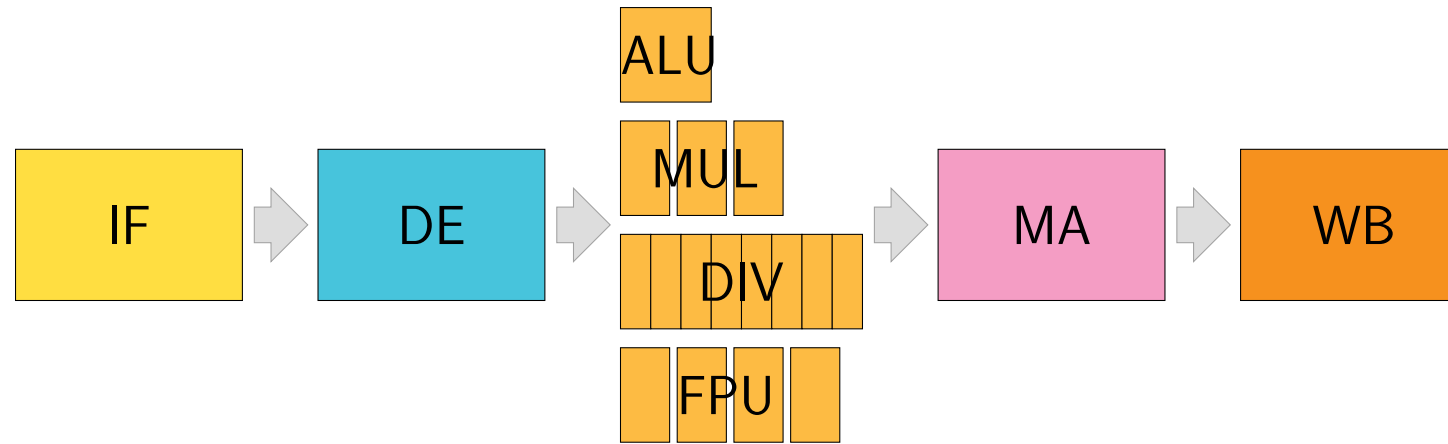 IF
DE
ALU
MUL
DIV
FPU
MA
WB